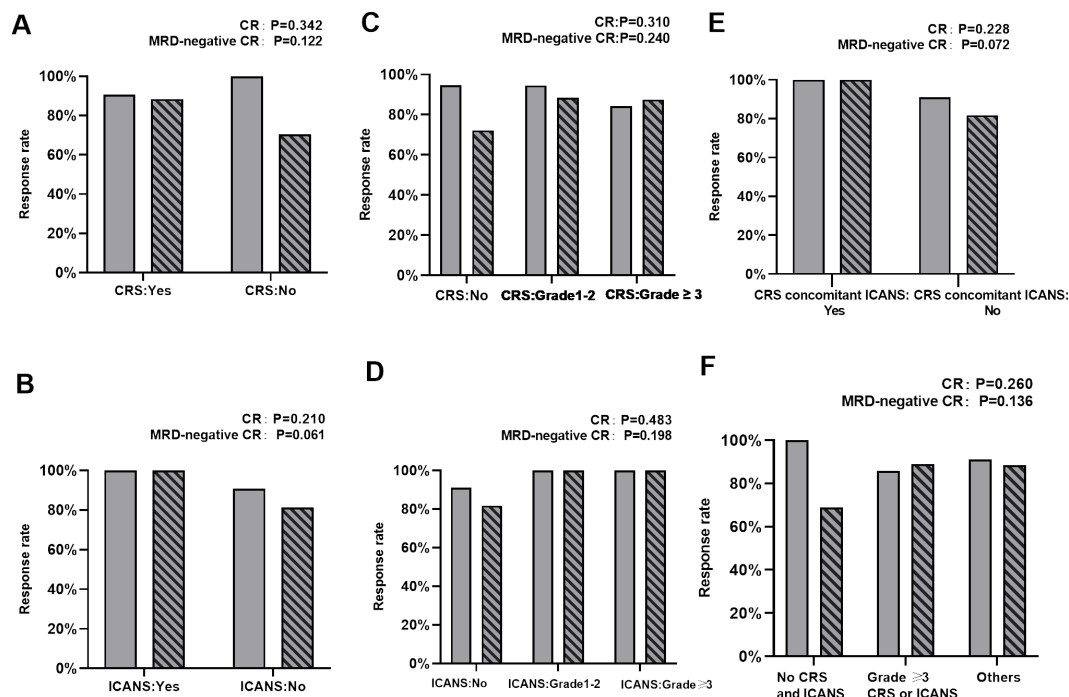 A
CR: P=0.342
MRD-negative CR: P=0.122
Response rate
100%
80%
60%
40%
20%
0%
CRS:Yes
CRS:No
C
CR:P=0.310
MRD-negative CR:P=0.240
Response rate
100%
80%
60%
40%
20%
0%
CRS:No
CRS:Grade1-2
CRS:Grade ≥ 3
E
CR: P=0.228
MRD-negative CR: P=0.072
Response rate
100%
80%
60%
40%
20%
0%
CRS concomitant ICANS:
Yes
CRS concomitant ICANS:
No
B
CR: P=0.210
MRD-negative CR: P=0.061
Response rate
100%
80%
60%
40%
20%
0%
ICANS:Yes
ICANS:No
D
CR: P=0.483
MRD-negative CR: P=0.198
Response rate
100%
80%
60%
40%
20%
0%
ICANS:No
ICANS:Grade1-2
ICANS:Grade⩾3
F
CR: P=0.260
MRD-negative CR: P=0.136
Response rate
100%
80%
60%
40%
20%
0%
No CRS
and ICANS
Grade ⩾3
CRS or ICANS
Others